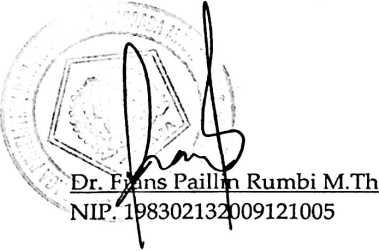 Dr. Frans Paillin Rumbi M.Th
NIP. 198302132009121005